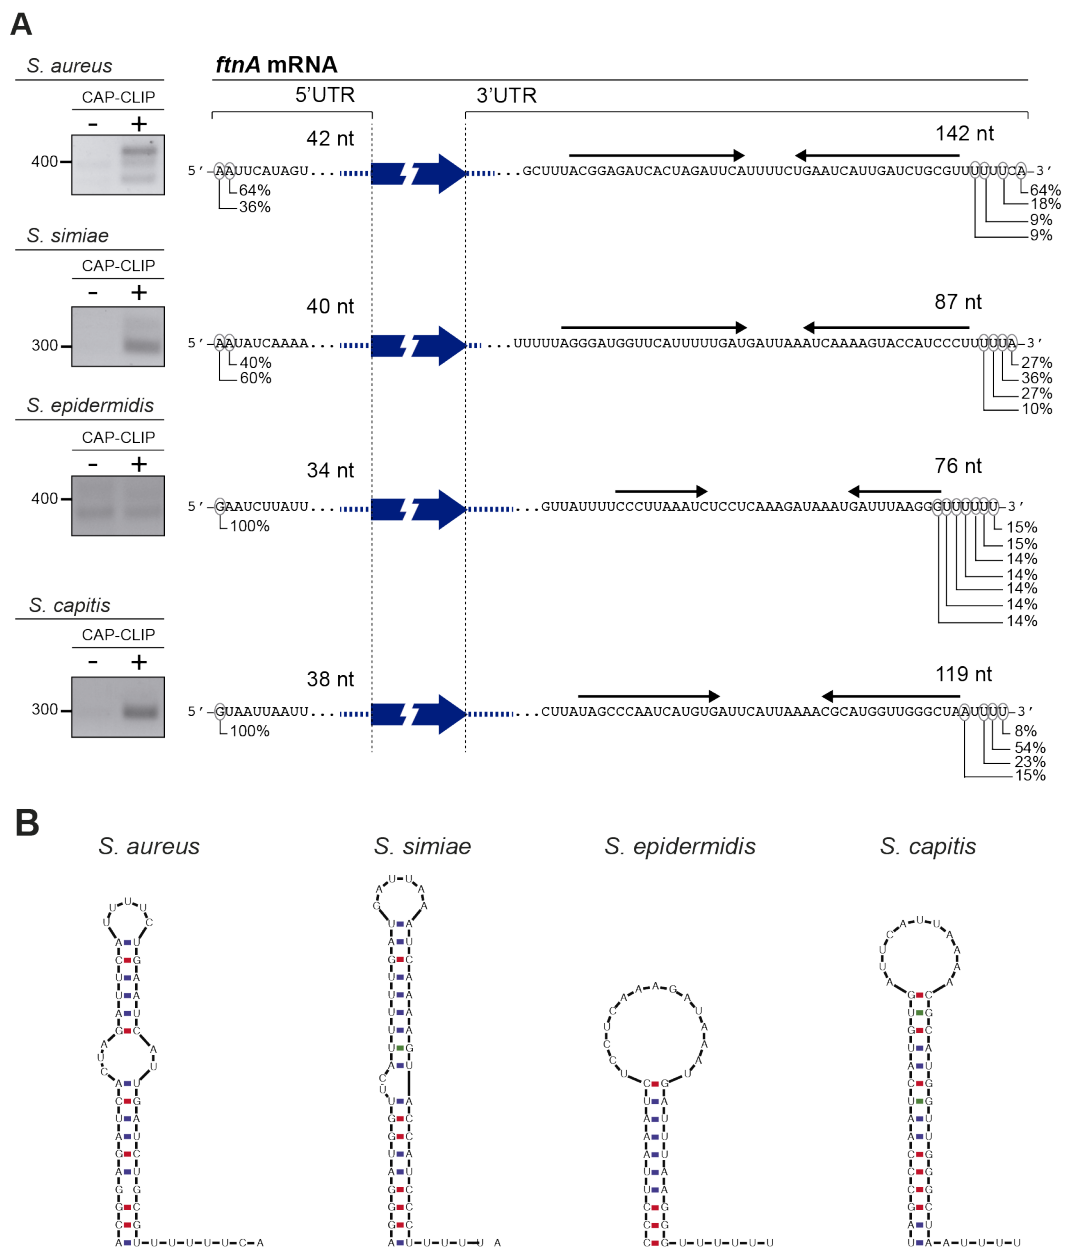 A
S. aureus
CAP-CLIP
- +
400
ftnA mRNA
5'UTR
3'UTR
42 nt
142 nt
5'-AAUUCAUAGU...
...GCUUUACGGAGAUCACUAGAUUCAUUUUCUGAAUCAUUGAUCUGCGUUUUUUCA-3'
64%
36%
64%
18%
9%
9%
S. simiae
CAP-CLIP
- +
300
40 nt
87 nt
5'-AAUAUCAAAA...
...UUUUUAGGGAUGGUUCAUUUUUGAUGAUUAAAUCAAAAGUACCAUCCCUUUUUUA-3'
40%
60%
27%
36%
27%
10%
S. epidermidis
CAP-CLIP
- +
400
34 nt
76 nt
5'-GAAUCUUAUU...
...GUUAUUUUCCCUUAAAUCUCCUCAAAGAUAAAUGAUUUAAGGGUUUUUU-3'
100%
15%
15%
14%
14%
14%
14%
14%
S. capitis
CAP-CLIP
- +
300
38 nt
119 nt
5'-GUAAUUAAUU...
...CUUAUAGCCCAAUCAUGUGAUUCAUUAAAACGCAUGGUUGGGCUAAUUUU-3'
100%
8%
54%
23%
15%
B
S. aureus
S. simiae
S. epidermidis
S. capitis